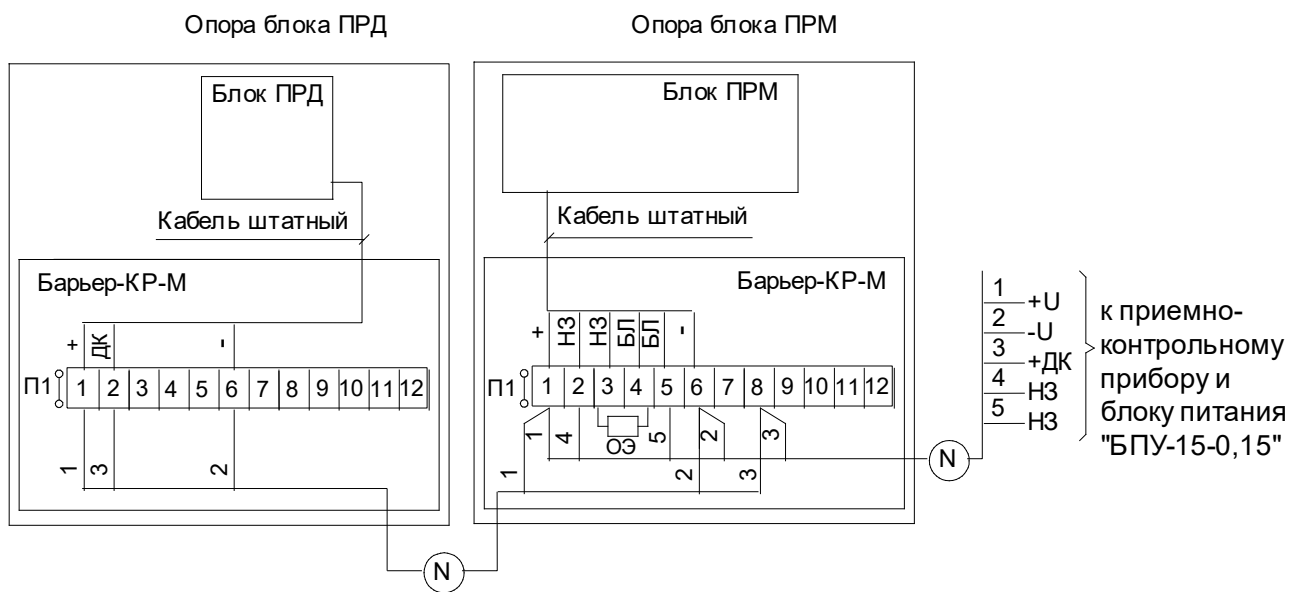 Опора блока ПРД
Опора блока ПРМ
Блок ПРД
Кабель штатный
Барьер-КР-М
+
ДК
-
П1
1 2 3 4 5 6 7 8 9 10 11 12
1
3
2
Блок ПРМ
Кабель штатный
Барьер-КР-М
+
НЗ
НЗ
БЛ
БЛ
-
П1
1 2 3 4 5 6 7 8 9 10 11 12
1
4
ОЭ
5
2
3
1
2
3
N
N
1 +U
2 -U
3 +ДК
4 НЗ
5 НЗ
к приемно-
контрольному
прибору и
блоку питания
"БПУ-15-0,15"